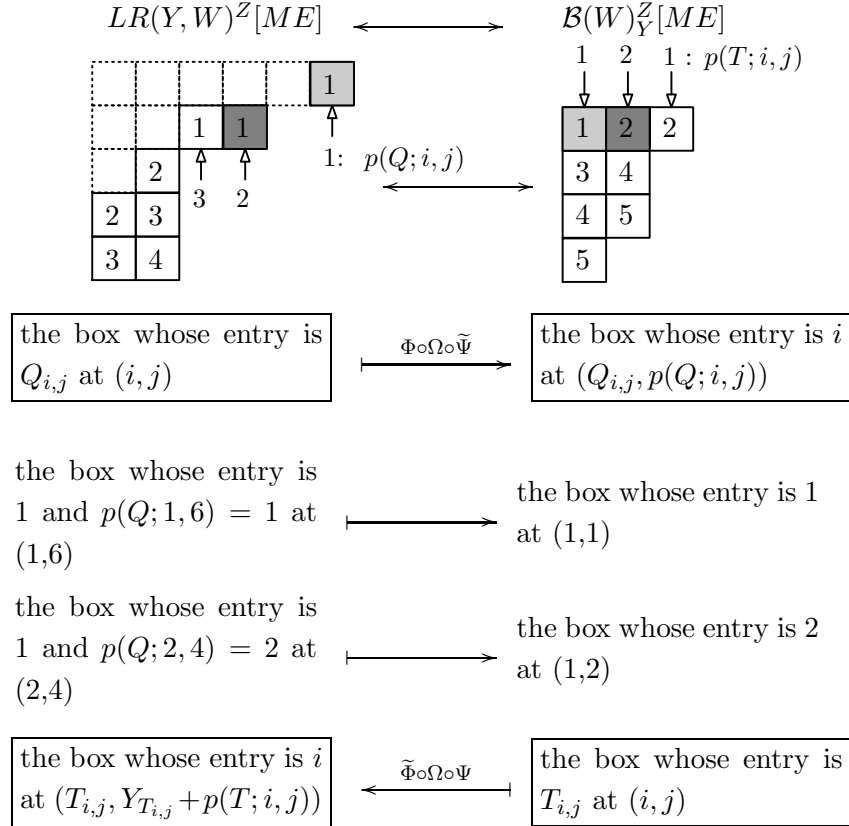 LR(Y, W)^Z[ME] ⟷ \mathcal{B}(W)_Y^Z[ME]
1 2 1 : p(T; i, j)
1
1 1 1 2 2
1: p(Q; i, j)
2 3 2 3 4
2 3 4 5
3 4 5
the box whose entry is
Q_{i,j} at (i, j)
Φ∘Ω∘\widetilde{Ψ}
the box whose entry is i
at (Q_{i,j}, p(Q; i, j))
the box whose entry is
1 and p(Q; 1, 6) = 1 at
(1,6)
the box whose entry is 1
at (1,1)
the box whose entry is
1 and p(Q; 2, 4) = 2 at
(2,4)
the box whose entry is 2
at (1,2)
the box whose entry is i
at (T_{i,j}, Y_{T_{i,j}} + p(T; i, j))
\widetilde{Φ}∘Ω∘Ψ
the box whose entry is
T_{i,j} at (i, j)